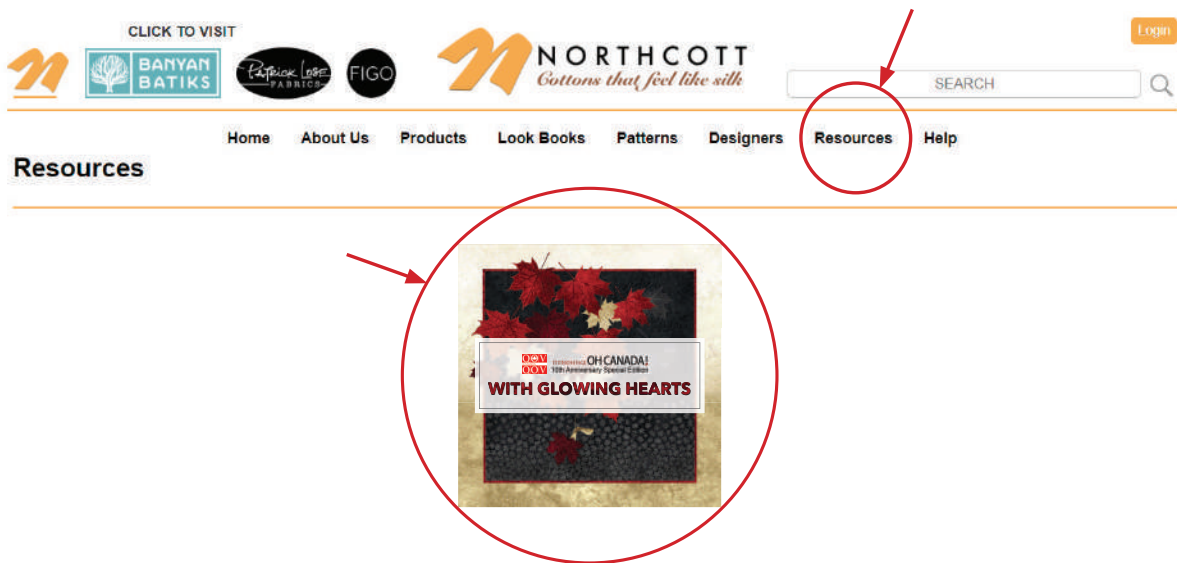 CLICK TO VISIT
Login
BANYAN
BATIKS
PATRICK LOSE
FABRICS
FIGO
NORTHCOTT
Cottons that feel like silk
SEARCH
Home About Us Products Look Books Patterns Designers Resources Help
Resources
OH CANADA!
10th Anniversary Special Edition
WITH GLOWING HEARTS